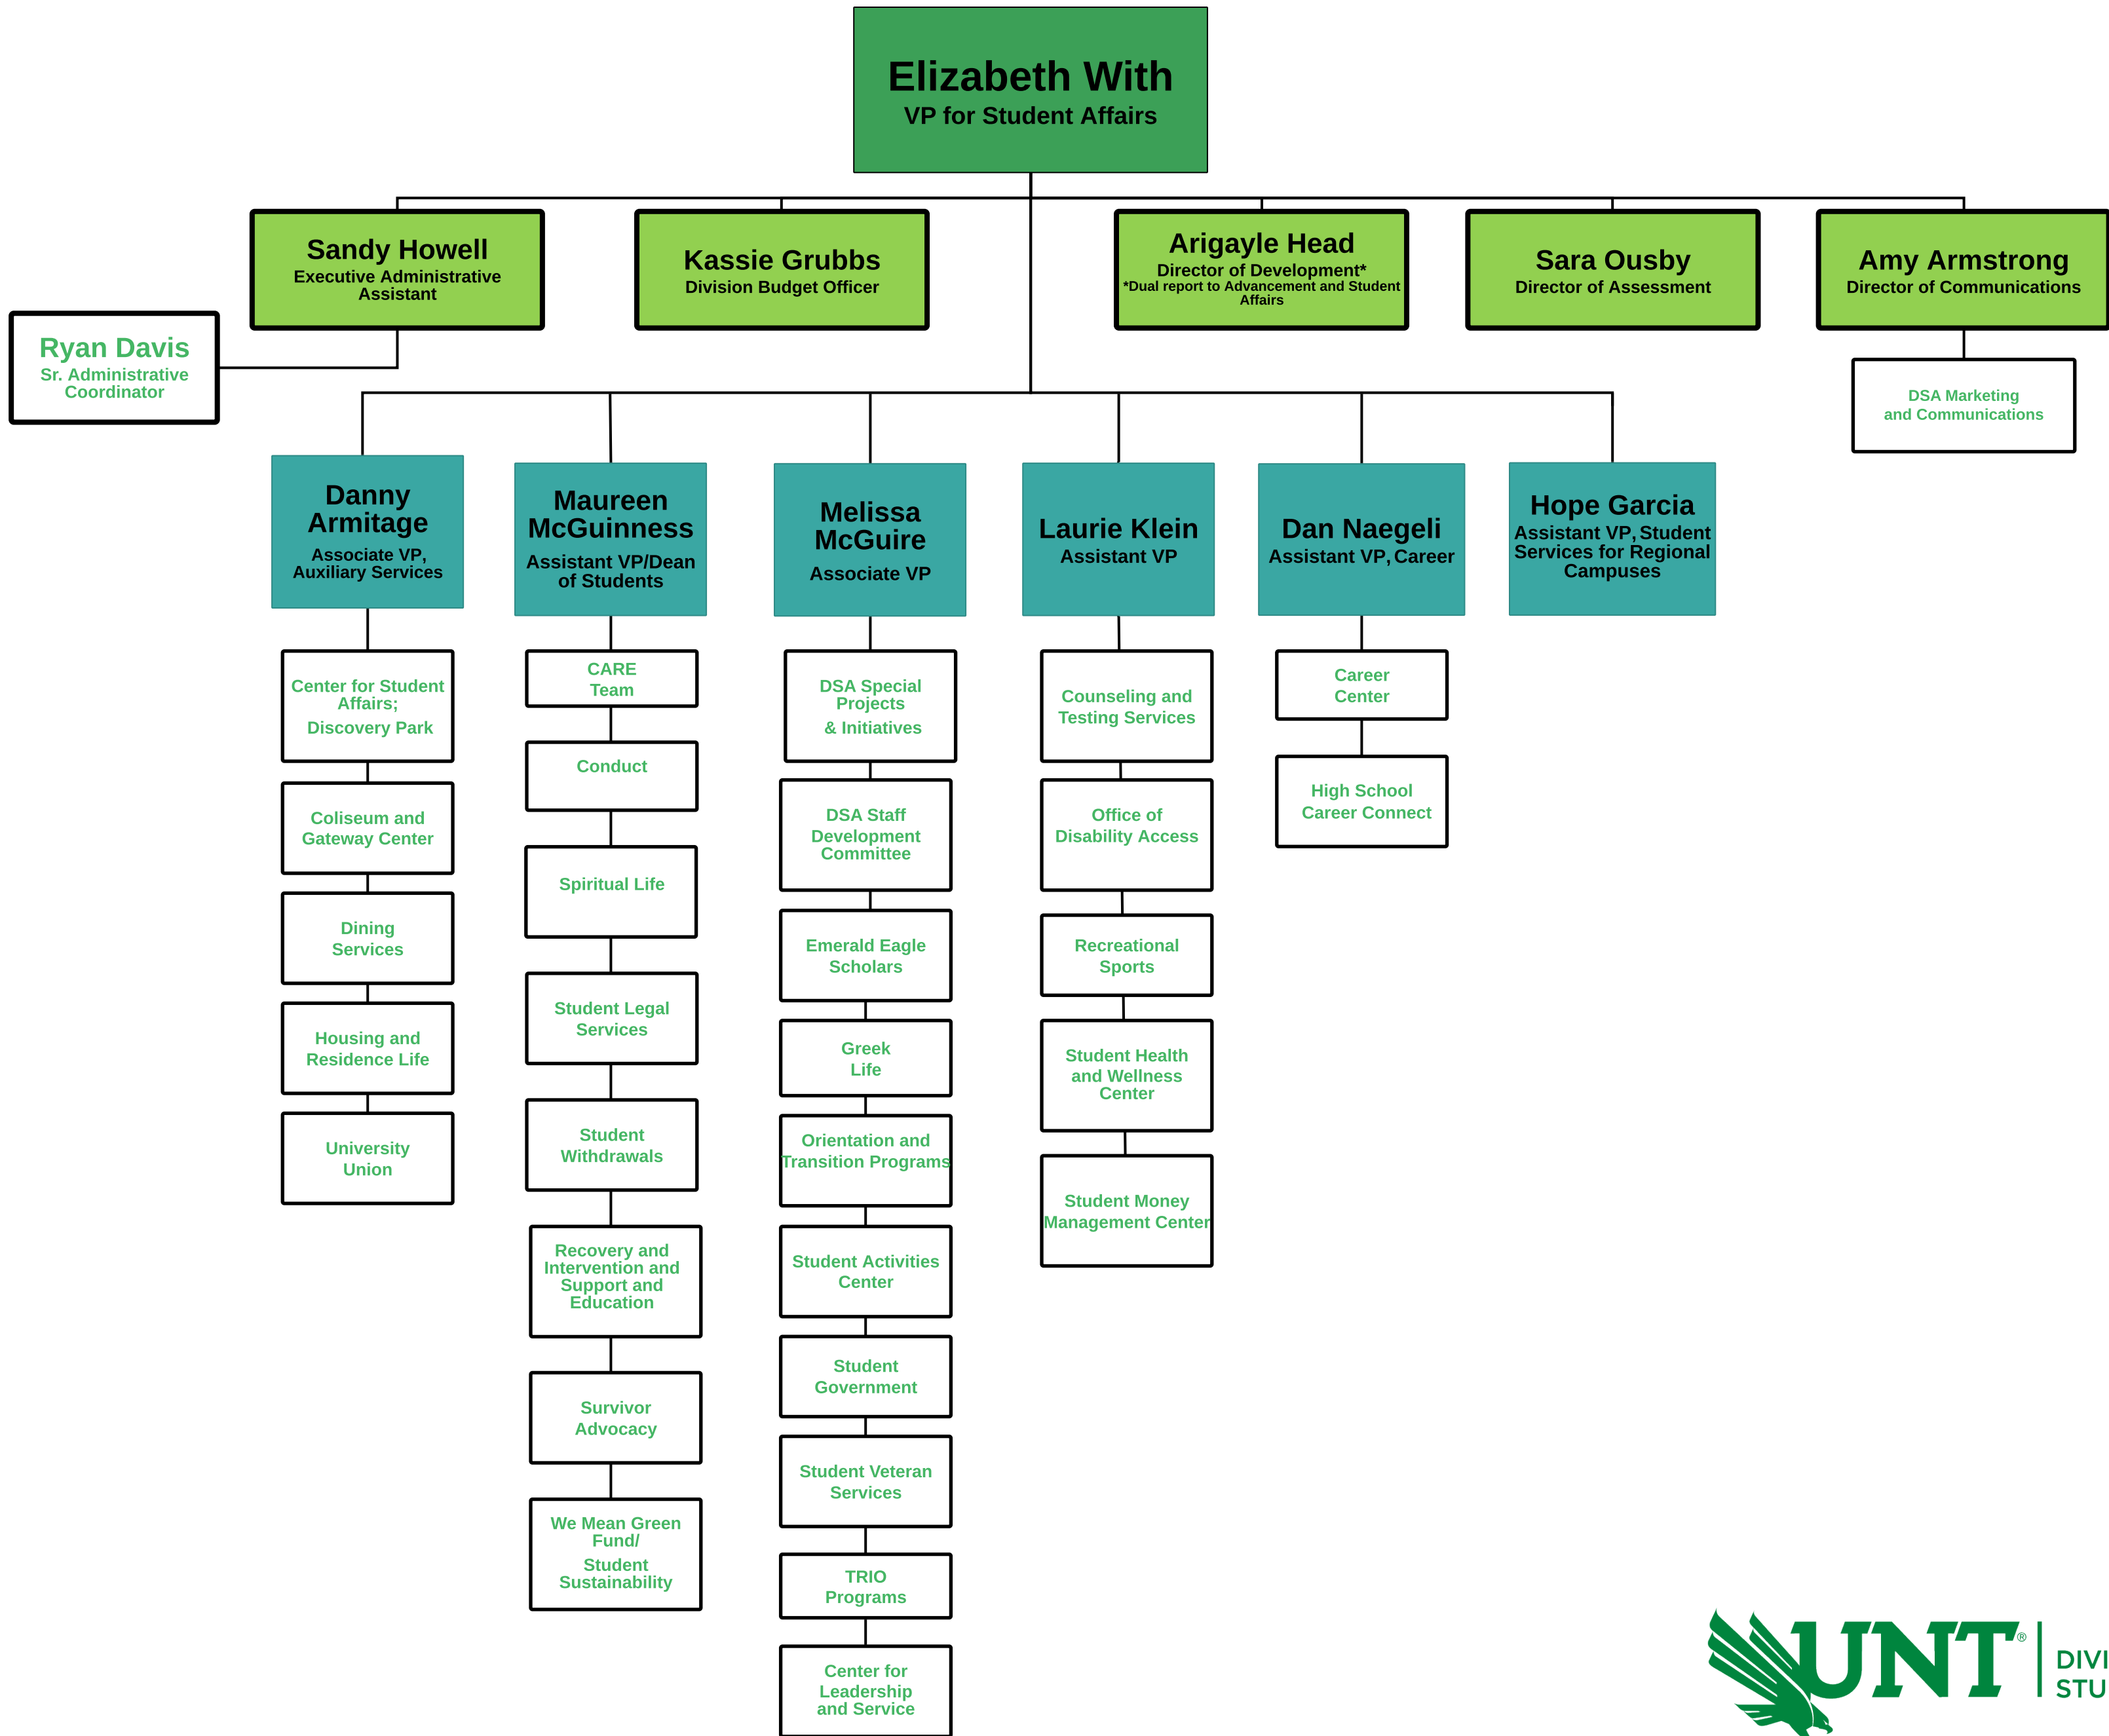 Elizabeth With
VP for Student Affairs
Sandy Howell
Executive Administrative
Assistant
Kassie Grubbs
Division Budget Officer
Arigayle Head
Director of Development*
*Dual report to Advancement and Student
Affairs
Sara Ousby
Director of Assessment
Amy Armstrong
Director of Communications
Ryan Davis
Sr. Administrative
Coordinator
DSA Marketing
and Communications
Danny
Armitage
Associate VP,
Auxiliary Services
Maureen
McGuinness
Assistant VP/Dean
of Students
Melissa
McGuire
Associate VP
Laurie Klein
Assistant VP
Dan Naegeli
Assistant VP, Career
Hope Garcia
Assistant VP, Student
Services for Regional
Campuses
Center for Student
Affairs;
Discovery Park
Coliseum and
Gateway Center
Dining
Services
Housing and
Residence Life
University
Union
CARE
Team
Conduct
Spiritual Life
Student Legal
Services
Student
Withdrawals
Recovery and
Intervention and
Support and
Education
Survivor
Advocacy
We Mean Green
Fund/
Student
Sustainability
DSA Special
Projects
& Initiatives
DSA Staff
Development
Committee
Emerald Eagle
Scholars
Greek
Life
Orientation and
Transition Programs
Student Activities
Center
Student
Government
Student Veteran
Services
TRIO
Programs
Center for
Leadership
and Service
Counseling and
Testing Services
Office of
Disability Access
Recreational
Sports
Student Health
and Wellness
Center
Student Money
Management Center
Career
Center
High School
Career Connect
UNT®
DIVI
STU